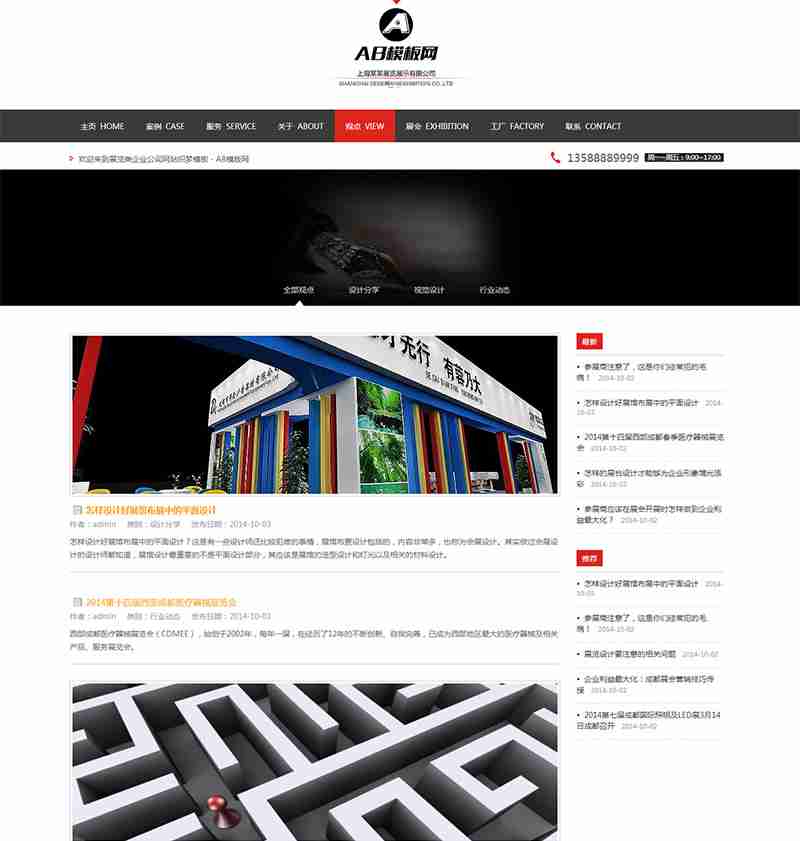 AB模板网
上海某某展览展示有限公司
主页 HOME
案例 CASE
服务 SERVICE
关于 ABOUT
观点 VIEW
展会 EXHIBITION
工厂 FACTORY
联系 CONTACT
欢迎来到展览类企业公司网站织梦模板 - AB模板网
13588889999 周一~周五:9:00~17:00
全部观点
设计分享
视觉设计
行业动态
先行 有容乃大
怎样设计好展馆布展中的平面设计
作者:admin 类别:设计分享 发布日期:2014-10-03
怎样设计好展馆布展中的平面设计?这是有一些设计师还比较犯难的事情,展馆布置设计包括的,内容非常多,也称为会展设计。其实做过会展设
计的设计师都知道,展馆设计最重要的不是平面设计部分,其应该是展馆的造型设计和灯光以及相关的材料设计。
2014第十四届西部成都医疗器械展览会
作者:admin 类别:行业动态 发布日期:2014-10-03
西部成都医疗器械展览会(CDMEE),始创于2002年,每年一届,在经历了12年的不断创新、自我完善,已成为西部地区最大的医疗器械及相关
产品、服务展览会。
最新
参展商注意了,这是你们经常犯的毛
病! 2014-10-02
怎样设计好展馆布展中的平面设计 2014-
10-03
2014第十四届西部成都春季医疗器械展览
会 2014-10-02
怎样的展台设计才能够为企业形象增光添
彩 2014-10-02
参展商应该在展会开展时怎样做到企业利
益最大化? 2014-10-02
推荐
怎样设计好展馆布展中的平面设计 2014-
10-03
参展商注意了,这是你们经常犯的毛
病! 2014-10-02
展览设计要注意的相关问题 2014-10-02
企业利益最大化:成都展会营销技巧传
授 2014-10-02
2014第七届成都国际照明及LED展3月14
日成都召开 2014-10-02